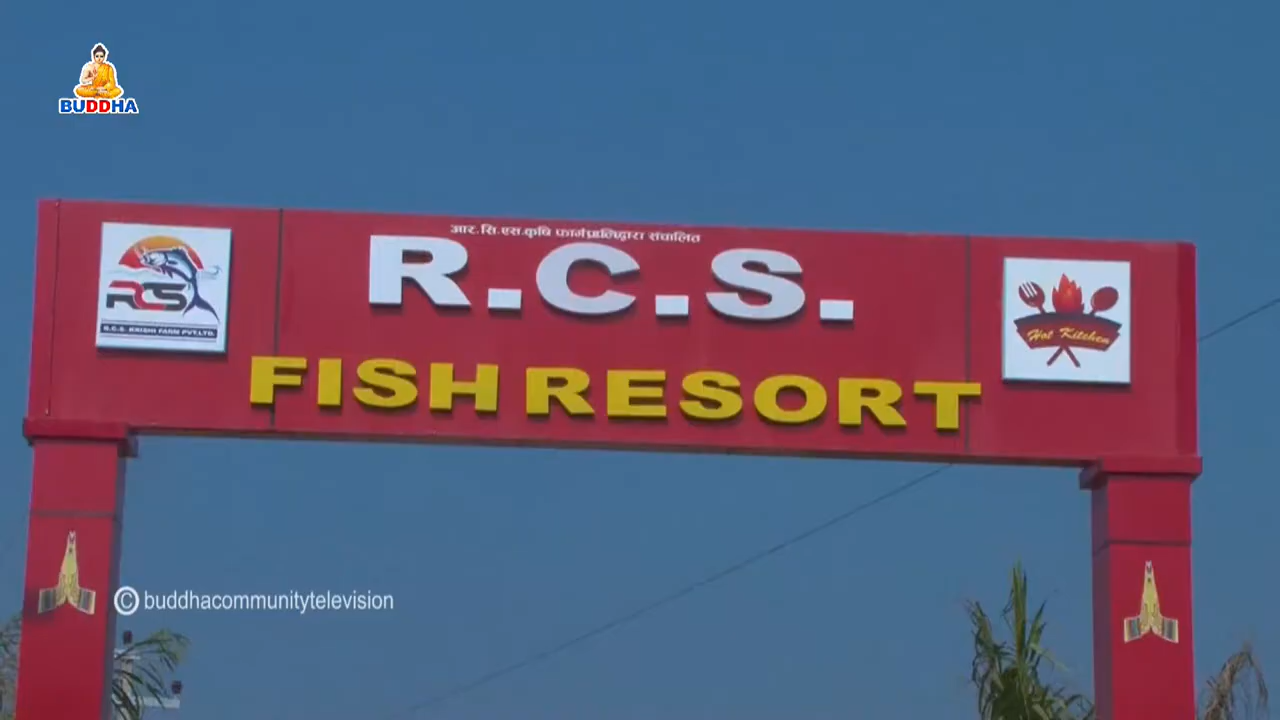 BUDDHA
आर. सि. एस. कृषि फार्म प्रा.लि.द्वारा संचालित
R.C.S.
FISH RESORT
RCS
R.C.S. KRISHI FARM PVT.LTD.
Hot Kitchen
© buddhacommunitytelevision